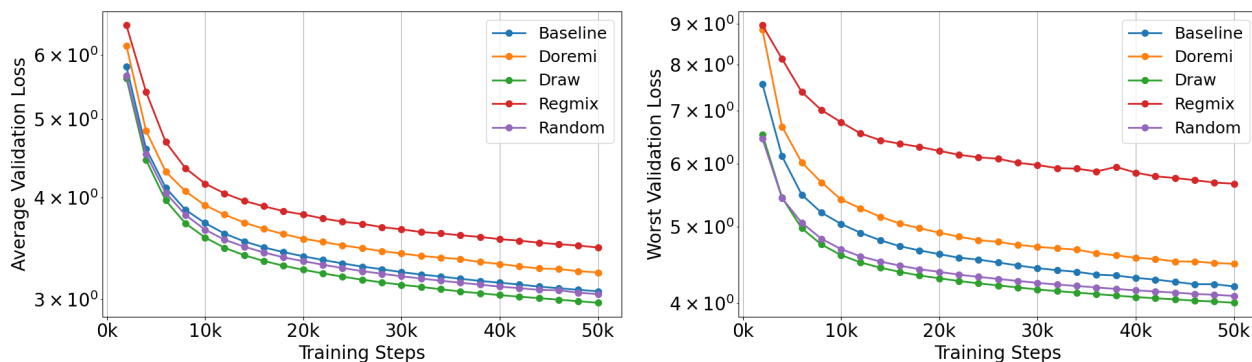 Average Validation Loss
6 × 10⁰
5 × 10⁰
4 × 10⁰
3 × 10⁰
0k 10k 20k 30k 40k 50k
Training Steps
Baseline
Doremi
Draw
Regmix
Random
Worst Validation Loss
9 × 10⁰
8 × 10⁰
7 × 10⁰
6 × 10⁰
5 × 10⁰
4 × 10⁰
0k 10k 20k 30k 40k 50k
Training Steps
Baseline
Doremi
Draw
Regmix
Random